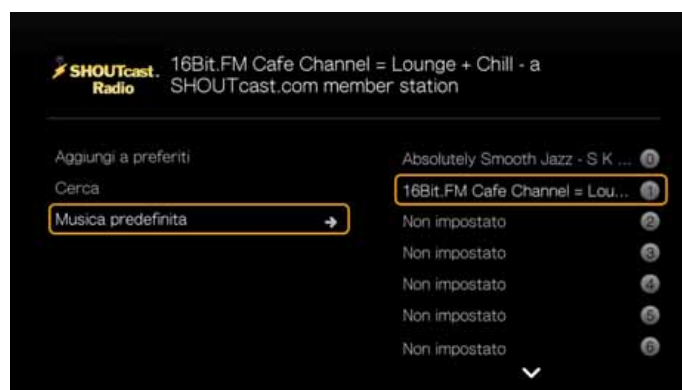 SHOUTcast. Radio
16Bit.FM Cafe Channel = Lounge + Chill - a
SHOUTcast.com member station
Aggiungi a preferiti
Cerca
Musica predefinita
Absolutely Smooth Jazz - S K ... 0
16Bit.FM Cafe Channel = Lou... 1
Non impostato 2
Non impostato 3
Non impostato 4
Non impostato 5
Non impostato 6